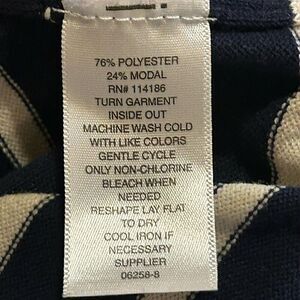 76% POLYESTER
24% MODAL
RN# 114186
TURN GARMENT
INSIDE OUT
MACHINE WASH COLD
WITH LIKE COLORS
GENTLE CYCLE
ONLY NON-CHLORINE
BLEACH WHEN
NEEDED
RESHAPE LAY FLAT
TO DRY
COOL IRON IF
NECESSARY
SUPPLIER
06258-8